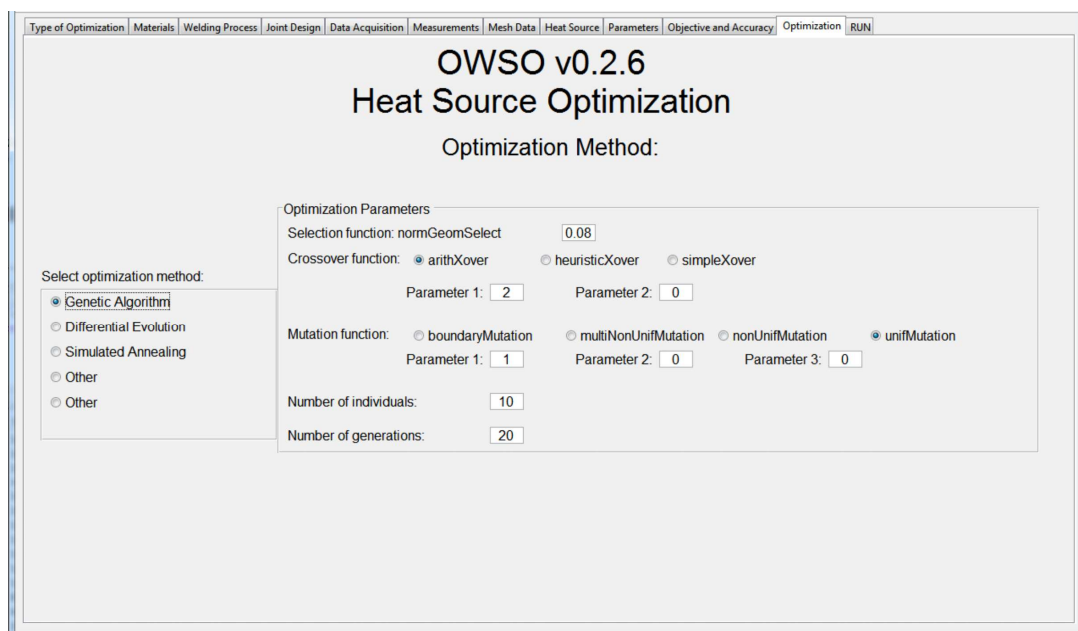 Type of Optimization Materials Welding Process Joint Design Data Acquisition Measurements Mesh Data Heat Source Parameters Objective and Accuracy Optimization RUN
OWSO v0.2.6
Heat Source Optimization
Optimization Method:
Optimization Parameters
Selection function: normGeomSelect 0.08
Crossover function: arithXover heuristicXover simpleXover
Parameter 1: 2 Parameter 2: 0
Select optimization method:
Genetic Algorithm
Differential Evolution
Simulated Annealing
Other
Other
Mutation function: boundaryMutation multiNonUnifMutation nonUnifMutation unifMutation
Parameter 1: 1 Parameter 2: 0 Parameter 3: 0
Number of individuals: 10
Number of generations: 20